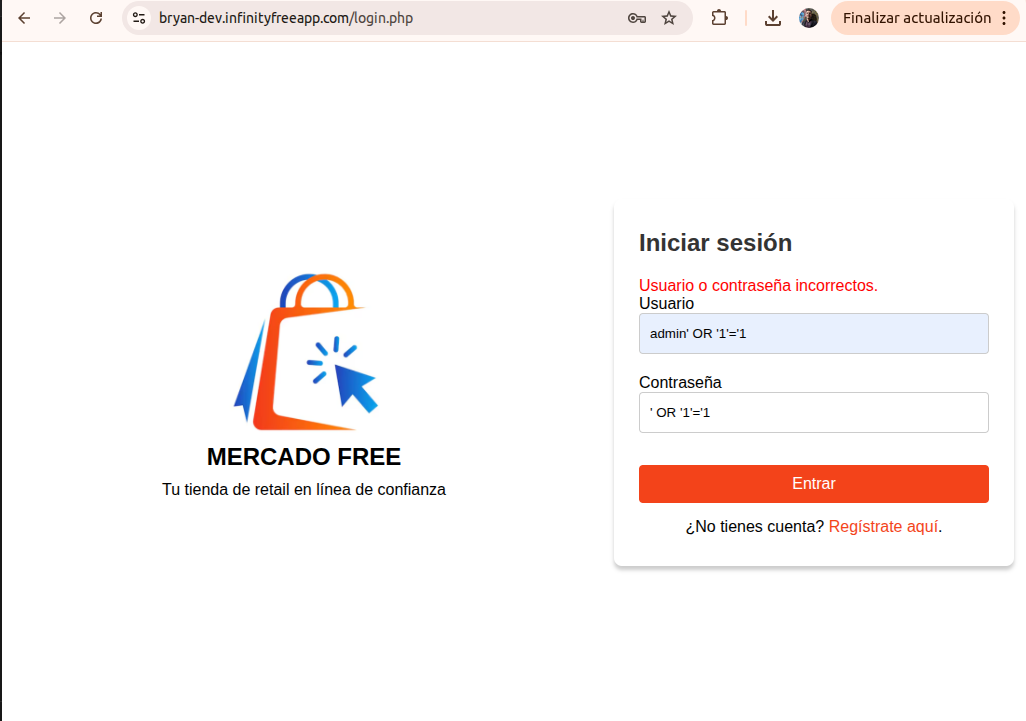 bryan-dev.infinityfreeapp.com/login.php
Finalizar actualización
Iniciar sesión
Usuario o contraseña incorrectos.
Usuario
admin' OR '1'='1
Contraseña
' OR '1'='1
Entrar
¿No tienes cuenta? Regístrate aquí.
MERCADO FREE
Tu tienda de retail en línea de confianza